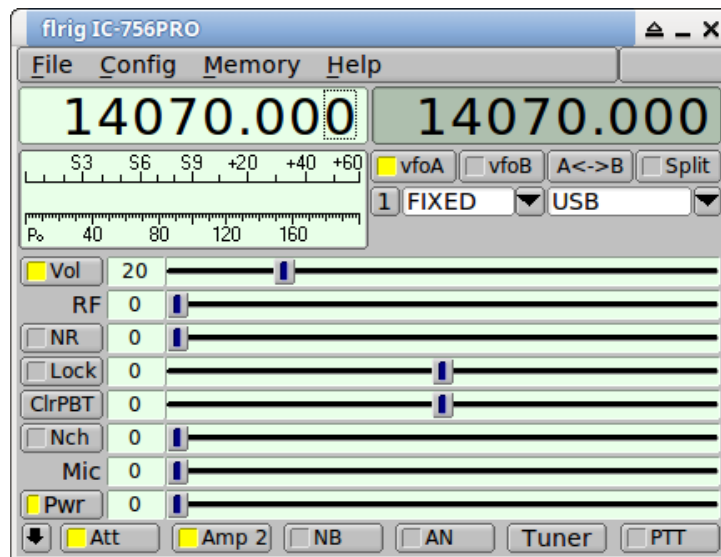 flrig IC-756PRO
File Config Memory Help
14070.000 14070.000
S3 S6 S9 +20 +40 +60
vfoA vfoB A<->B Split
1 FIXED USB
Po 40 80 120 160
Vol 20
RF 0
NR 0
Lock 0
ClrPBT 0
Nch 0
Mic 0
Pwr 0
Att Amp 2 NB AN Tuner PTT